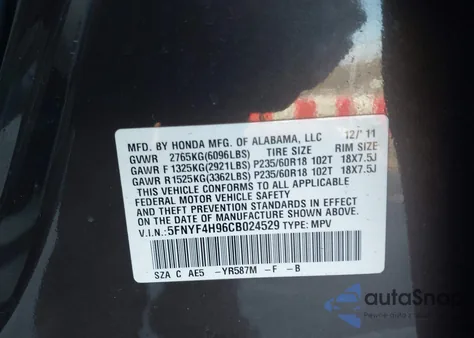 MFD. BY HONDA MFG. OF ALABAMA, LLC 12/'11
GVWR 2765KG(6096LBS) TIRE SIZE RIM SIZE
GAWR F 1325KG(2921LBS) P235/60R18 102T 18X7.5J
GAWR R 1525KG(3362LBS) P235/60R18 102T 18X7.5J
THIS VEHICLE CONFORMS TO ALL APPLICABLE
FEDERAL MOTOR VEHICLE SAFETY
AND THEFT PREVENTION STANDARDS IN EFFECT
ON THE DATE OF MANUFACTURE SHOWN ABOVE.
V.I.N.: 5FNYF4H96CB024529 TYPE: MPV
SZA C AE5 -YR587M -F -B
autaSnap